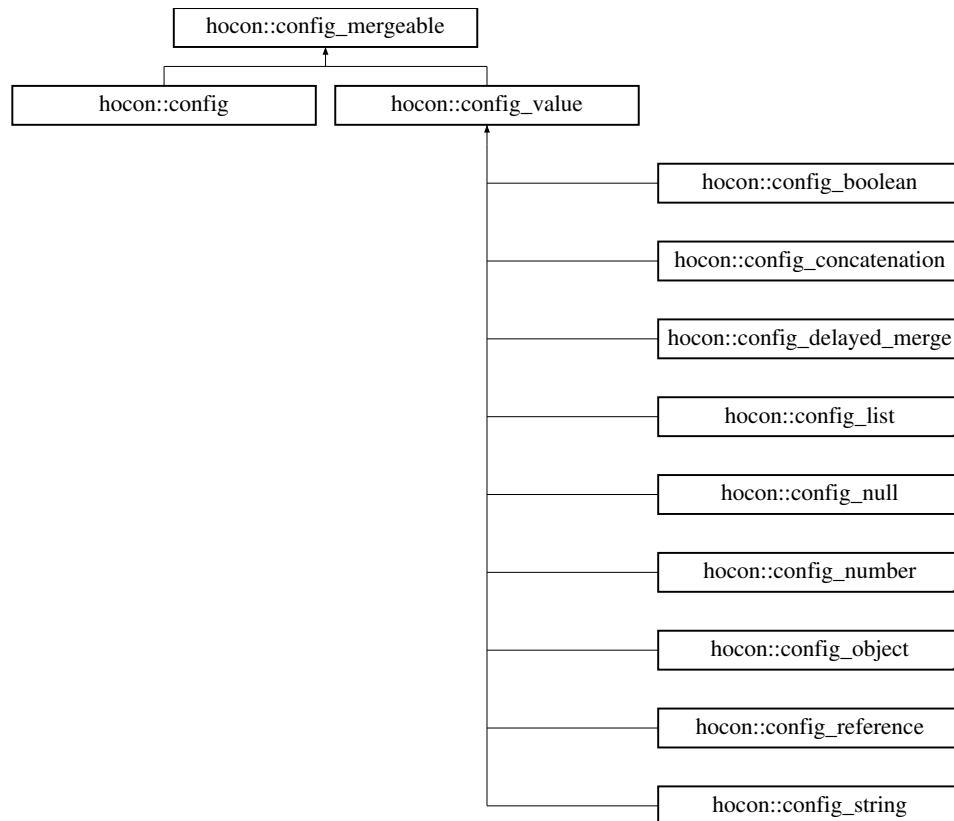 hocon::config_mergeable
hocon::config
hocon::config_value
hocon::config_boolean
hocon::config_concatenation
hocon::config_delayed_merge
hocon::config_list
hocon::config_null
hocon::config_number
hocon::config_object
hocon::config_reference
hocon::config_string